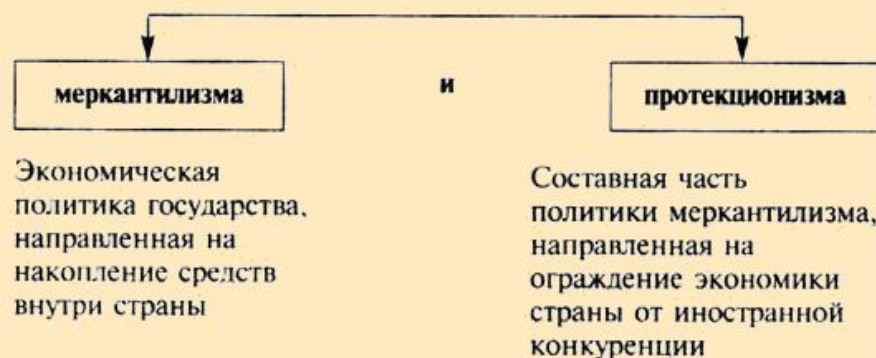 меркантилизма
и
протекционизма
Экономическая
политика государства,
направленная на
накопление средств
внутри страны
Составная часть
политики меркантилизма,
направленная на
ограждение экономики
страны от иностранной
конкуренции